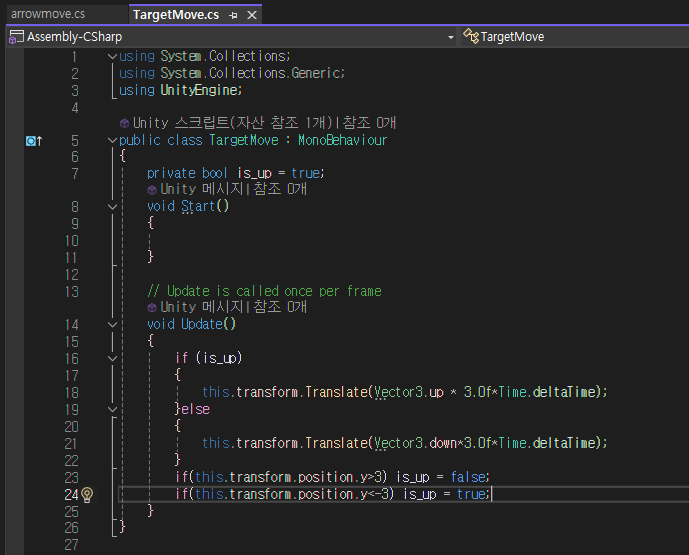 arrowmove.cs TargetMove.cs
Assembly-CSharp TargetMove
1 using System.Collections;
2 using System.Collections.Generic;
3 using UnityEngine;
4
Unity 스크립트(자산 참조 1개)|참조 0개
5 public class TargetMove : MonoBehaviour
6 {
7 private bool is_up = true;
Unity 메시지|참조 0개
8 void Start()
9 {
10
11 }
12
13 // Update is called once per frame
Unity 메시지|참조 0개
14 void Update()
15 {
16 if (is_up)
17 {
18 this.transform.Translate(Vector3.up * 3.0f*Time.deltaTime);
19 }else
20 {
21 this.transform.Translate(Vector3.down*3.0f*Time.deltaTime);
22 }
23 if(this.transform.position.y>3) is_up = false;
24 if(this.transform.position.y<-3) is_up = true;
25 }
26 }
27